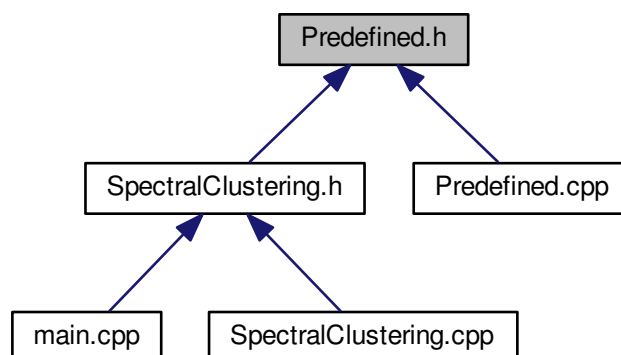 Predefined.h
SpectralClustering.h
Predefined.cpp
main.cpp
SpectralClustering.cpp